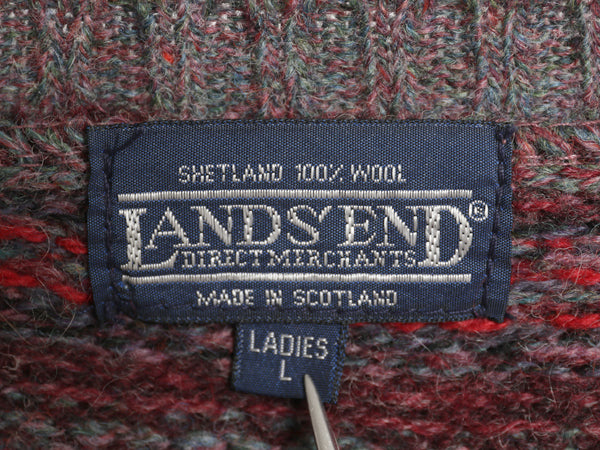 SHETLAND 100% WOOL
LANDS' END®
DIRECT MERCHANTS
MADE IN SCOTLAND
LADIES
L